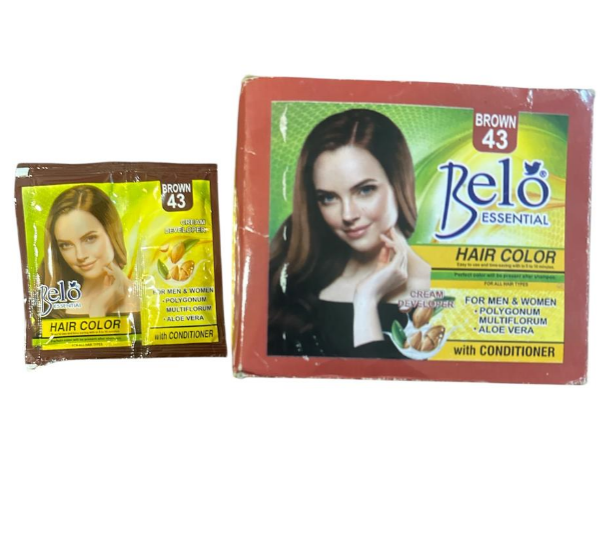 BROWN
43
CREAM
DEVELOPER
Belo
ESSENTIAL
FOR MEN & WOMEN
• POLYGONUM
MULTIFLORUM
• ALOE VERA
HAIR COLOR
with CONDITIONER
BROWN
43
Belo®
ESSENTIAL
HAIR COLOR
FOR ALL HAIR TYPES
CREAM
DEVELOPER
FOR MEN & WOMEN
• POLYGONUM
MULTIFLORUM
• ALOE VERA
with CONDITIONER